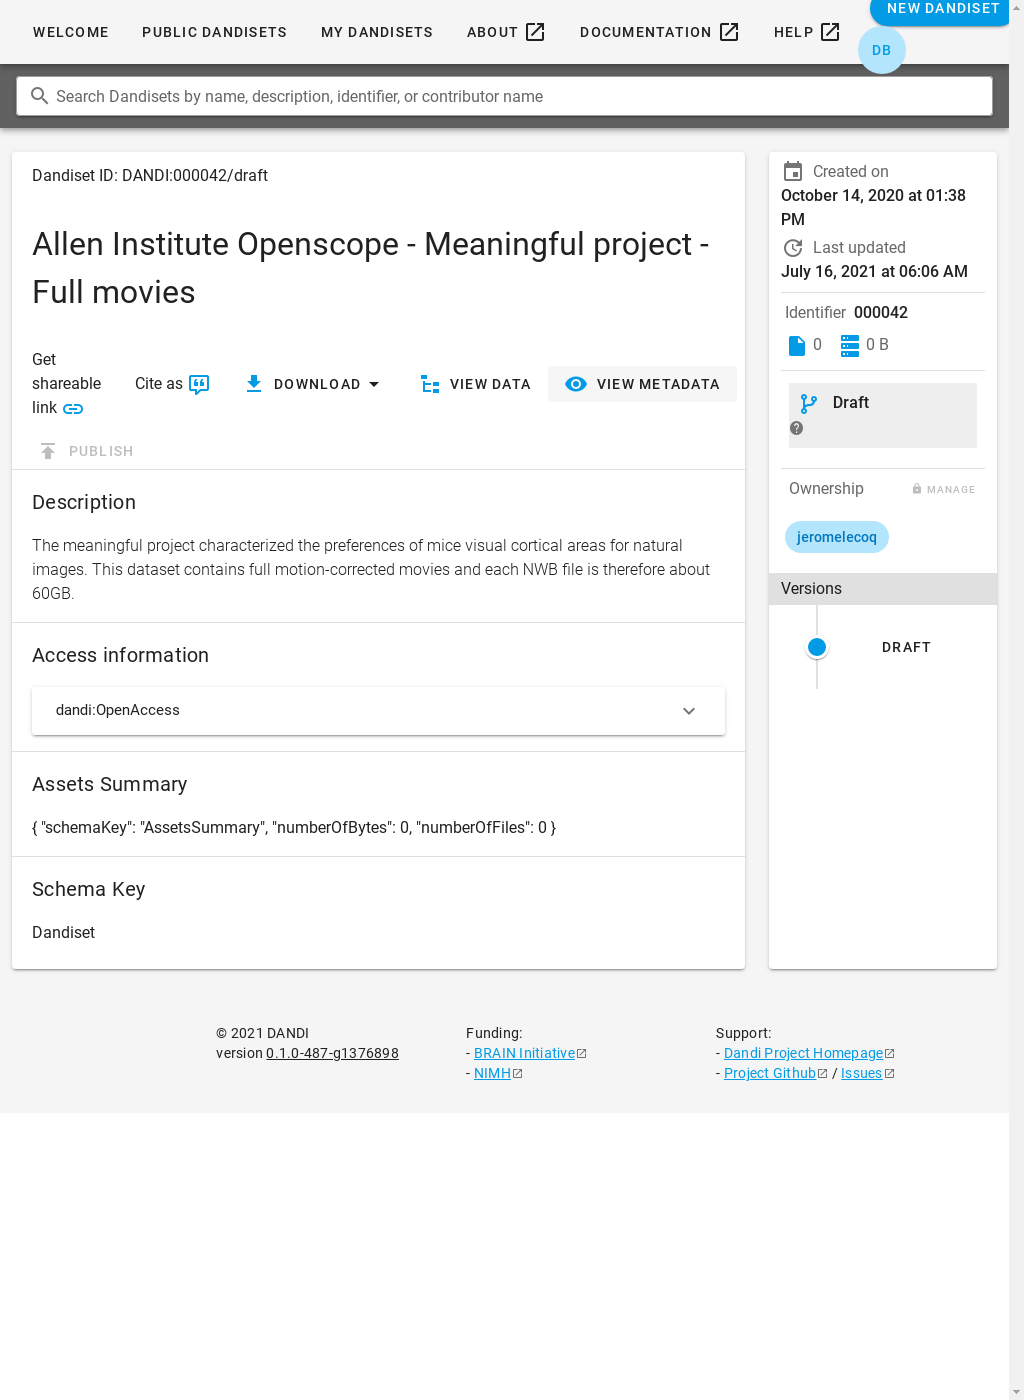 NEW DANDISET
WELCOME
PUBLIC DANDISETS
MY DANDISETS
ABOUT
DOCUMENTATION
HELP
DB
Search Dandisets by name, description, identifier, or contributor name
Dandiset ID: DANDI:000042/draft
Allen Institute Openscope - Meaningful project -
Full movies
Get
shareable
link
Cite as
DOWNLOAD
VIEW DATA
VIEW METADATA
PUBLISH
Description
The meaningful project characterized the preferences of mice visual cortical areas for natural
images. This dataset contains full motion-corrected movies and each NWB file is therefore about
60GB.
Access information
dandi:OpenAccess
Assets Summary
{ "schemaKey": "AssetsSummary", "numberOfBytes": 0, "numberOfFiles": 0 }
Schema Key
Dandiset
Created on
October 14, 2020 at 01:38
PM
Last updated
July 16, 2021 at 06:06 AM
Identifier 000042
0
0 B
Draft
Ownership
MANAGE
jeromelecoq
Versions
DRAFT
© 2021 DANDI
version 0.1.0-487-g1376898
Funding:
- BRAIN Initiative
- NIMH
Support:
- Dandi Project Homepage
- Project Github / Issues